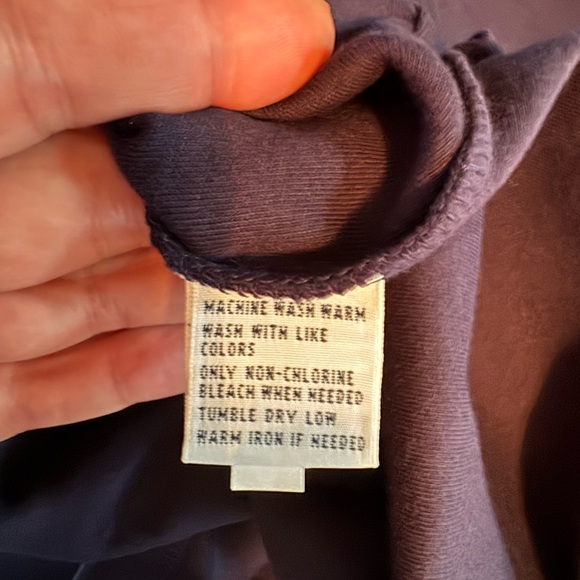 MACHINE WASH WARM
WASH WITH LIKE
COLORS
ONLY NON-CHLORINE
BLEACH WHEN NEEDED
TUMBLE DRY LOW
WARM IRON IF NEEDED